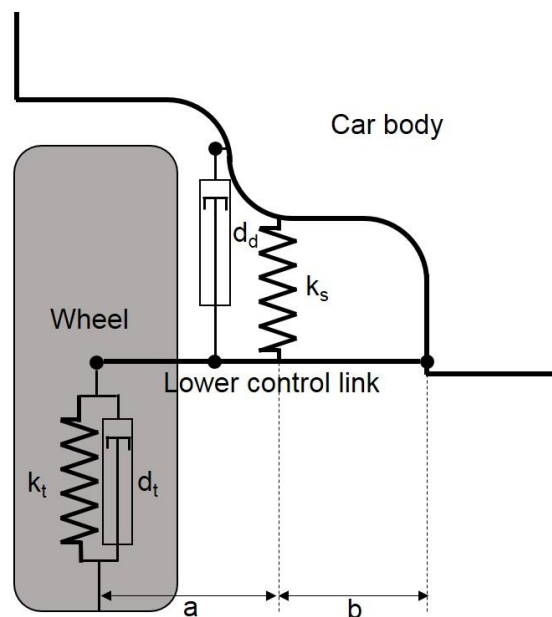 Car body
d_d
k_s
Wheel
Lower control link
k_t
d_t
a
b